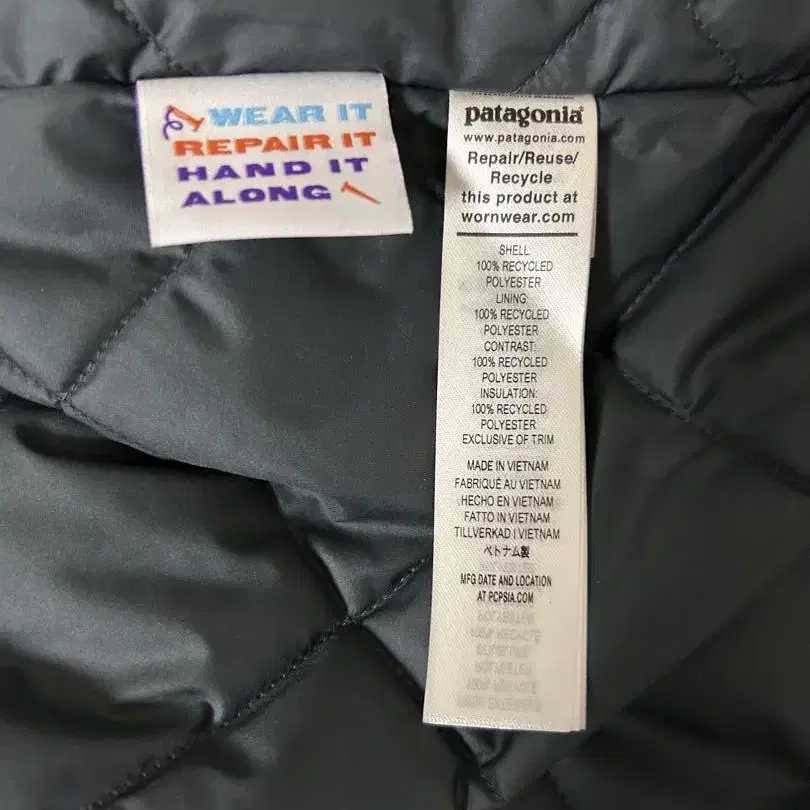 WEAR IT
REPAIR IT
HAND IT
ALONG
patagonia®
www.patagonia.com
Repair/Reuse/
Recycle
this product at
wornwear.com
SHELL:
100% RECYCLED
POLYESTER
LINING:
100% RECYCLED
POLYESTER
CONTRAST:
100% RECYCLED
POLYESTER
INSULATION:
100% RECYCLED
POLYESTER
EXCLUSIVE OF TRIM
MADE IN VIETNAM
FABRIQUÉ AU VIETNAM
HECHO EN VIETNAM
FATTO IN VIETNAM
TILLVERKAD I VIETNAM
ベトナム製
MFG DATE AND LOCATION
AT PCPSIA.COM